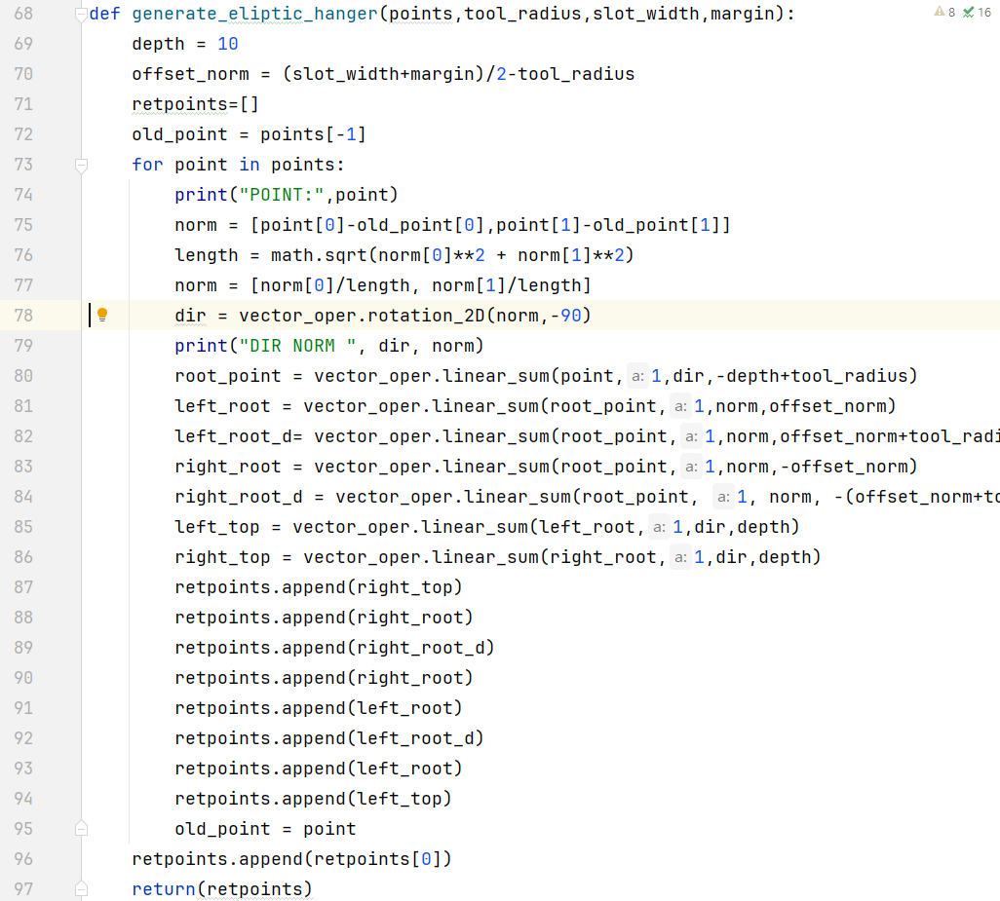 68 def generate_eliptic_hanger(points,tool_radius,slot_width,margin): 8 16
69 depth = 10
70 offset_norm = (slot_width+margin)/2-tool_radius
71 retpoints=[]
72 old_point = points[-1]
73 for point in points:
74 print("POINT:",point)
75 norm = [point[0]-old_point[0],point[1]-old_point[1]]
76 length = math.sqrt(norm[0]**2 + norm[1]**2)
77 norm = [norm[0]/length, norm[1]/length]
78 dir = vector_oper.rotation_2D(norm,-90)
79 print("DIR NORM ", dir, norm)
80 root_point = vector_oper.linear_sum(point, a: 1,dir,-depth+tool_radius)
81 left_root = vector_oper.linear_sum(root_point, a: 1,norm,offset_norm)
82 left_root_d= vector_oper.linear_sum(root_point, a: 1,norm,offset_norm+tool_radi
83 right_root = vector_oper.linear_sum(root_point, a: 1,norm,-offset_norm)
84 right_root_d = vector_oper.linear_sum(root_point, a: 1, norm, -(offset_norm+to
85 left_top = vector_oper.linear_sum(left_root, a: 1,dir,depth)
86 right_top = vector_oper.linear_sum(right_root, a: 1,dir,depth)
87 retpoints.append(right_top)
88 retpoints.append(right_root)
89 retpoints.append(right_root_d)
90 retpoints.append(right_root)
91 retpoints.append(left_root)
92 retpoints.append(left_root_d)
93 retpoints.append(left_root)
94 retpoints.append(left_top)
95 old_point = point
96 retpoints.append(retpoints[0])
97 return(retpoints)